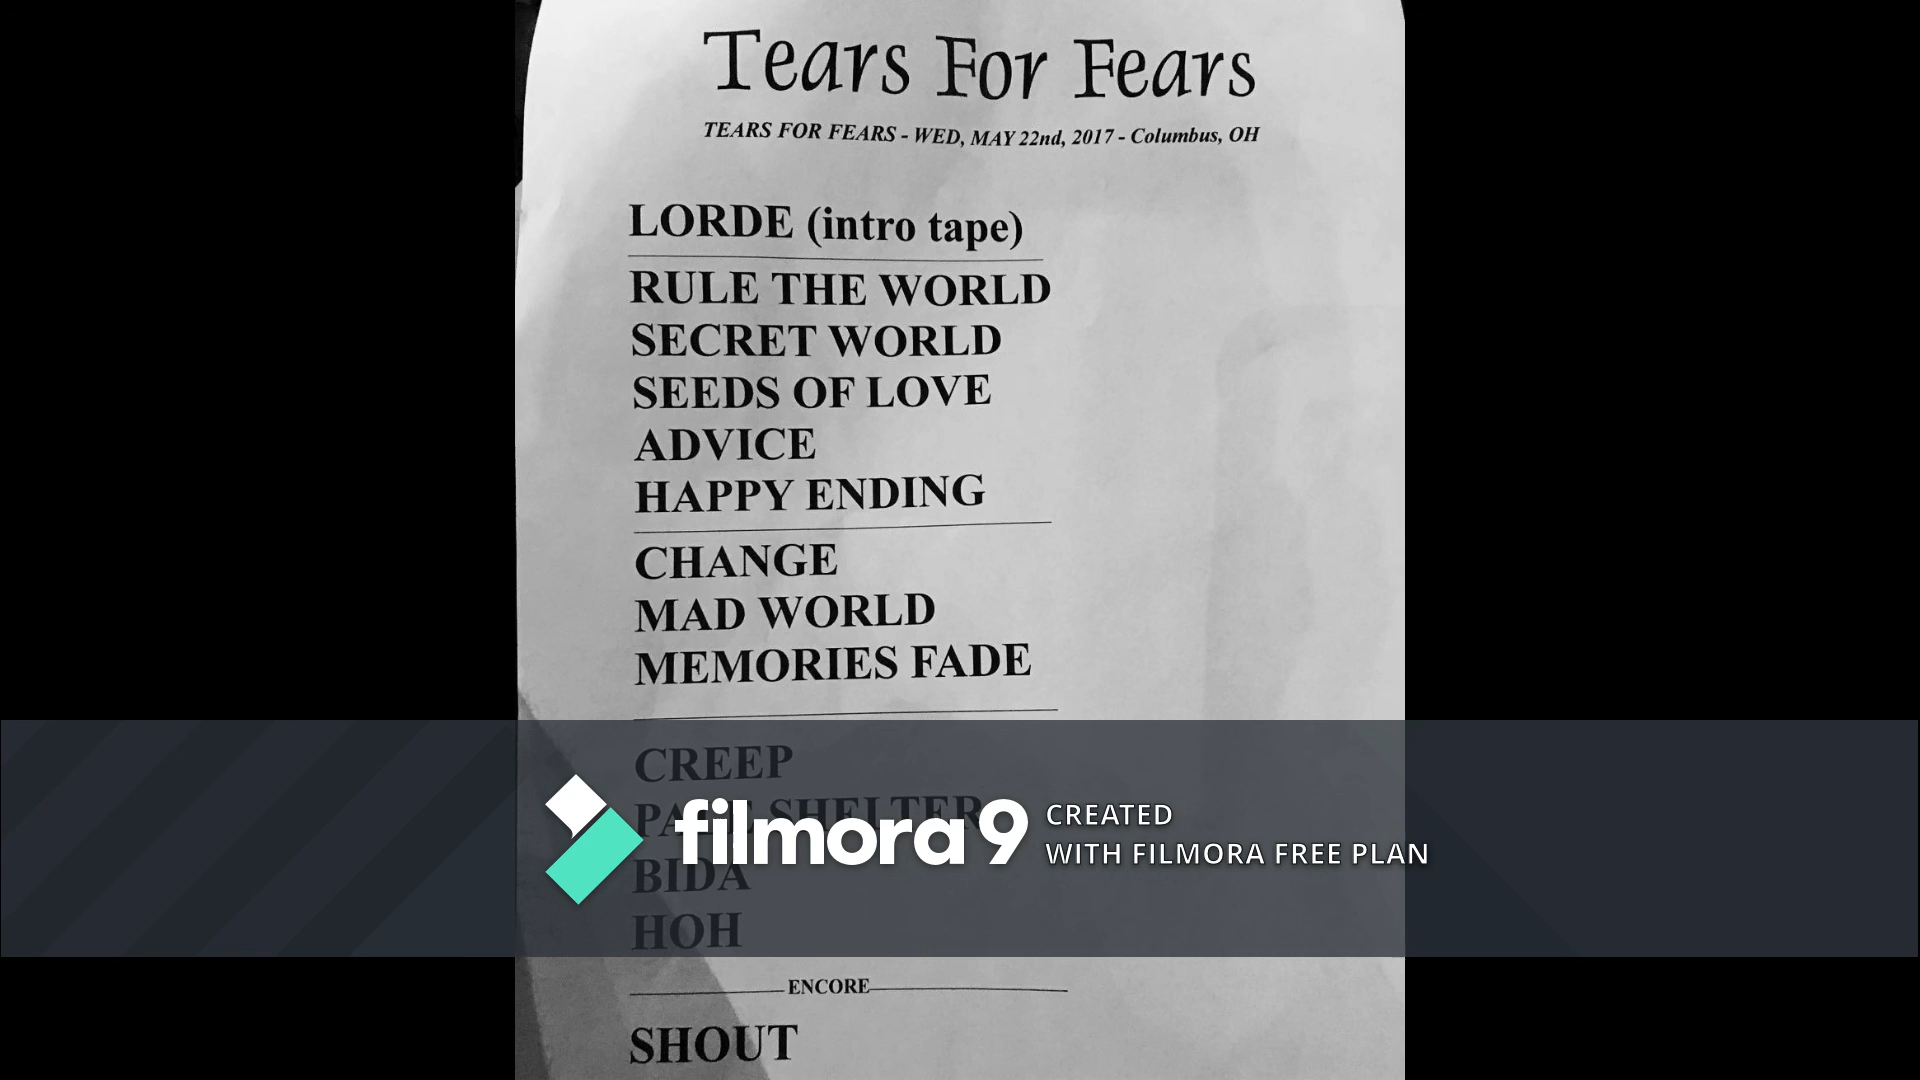 Tears For Fears
TEARS FOR FEARS - WED, MAY 22nd, 2017 - Columbus, OH
LORDE (intro tape)
RULE THE WORLD
SECRET WORLD
SEEDS OF LOVE
ADVICE
HAPPY ENDING
CHANGE
MAD WORLD
MEMORIES FADE
CREEP
SHELTER
BIDA
HOH
filmora9
CREATED
WITH FILMORA FREE PLAN
ENCORE
SHOUT